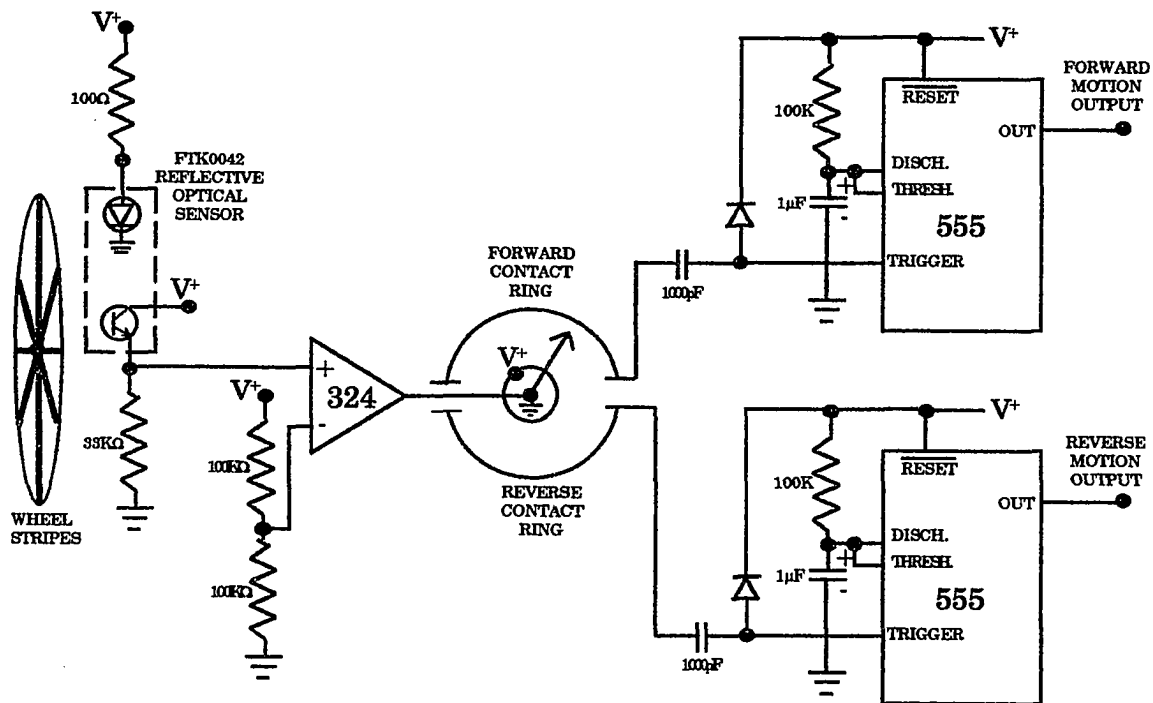 V+
100Ω
FTK0042
REFLECTIVE
OPTICAL
SENSOR
V+
33KΩ
WHEEL
STRIPES
V+
100KΩ
100KΩ
+
324
-
FORWARD
CONTACT
RING
V+
REVERSE
CONTACT
RING
1000pF
100K
+
1μF
-
V+
RESET
OUT
DISCH.
THRESH.
555
TRIGGER
FORWARD
MOTION
OUTPUT
1000pF
100K
+
1μF
-
V+
RESET
OUT
DISCH.
THRESH.
555
TRIGGER
REVERSE
MOTION
OUTPUT